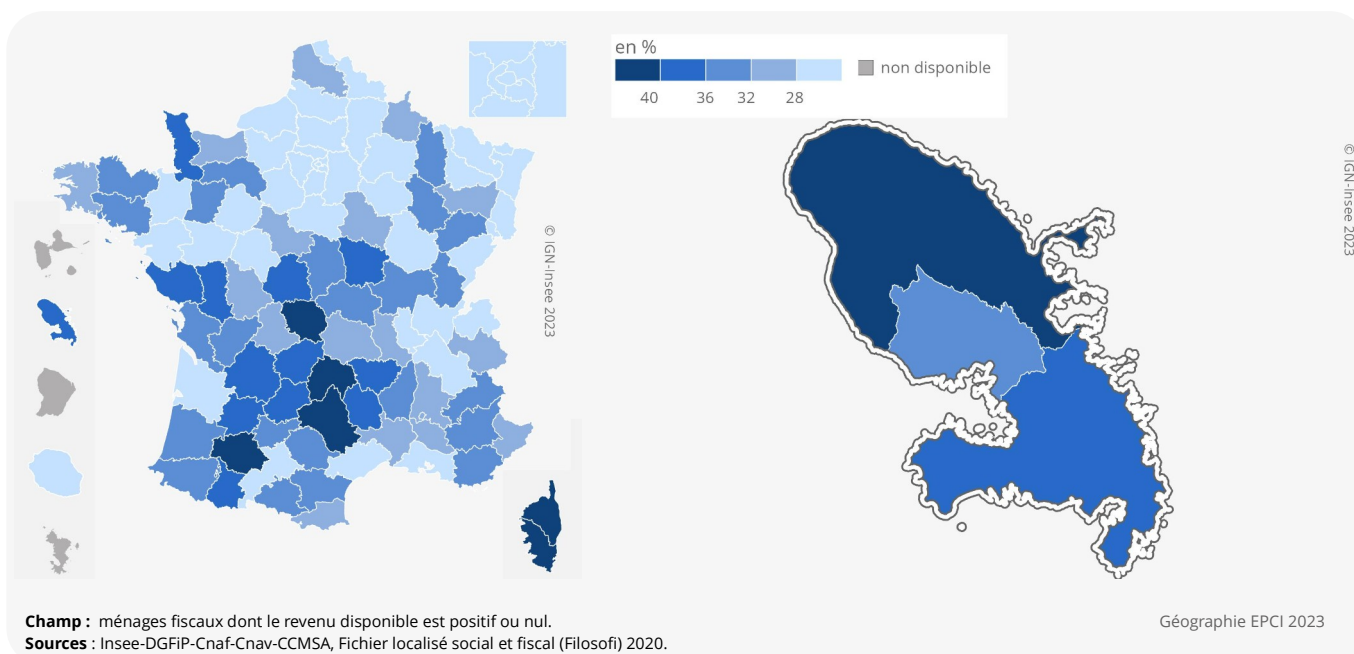 en %
non disponible
40 36 32 28
© IGN-Insee 2023
© IGN-Insee 2023
Champ : ménages fiscaux dont le revenu disponible est positif ou nul.
Géographie EPCI 2023
Sources : Insee-DGFiP-Cnaf-Cnav-CCMSA, Fichier localisé social et fiscal (Filosofi) 2020.